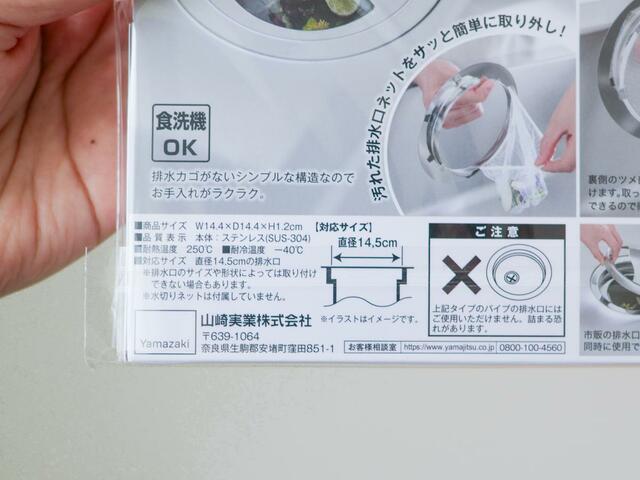 汚れた排水口ネットをサッと簡単に取り外し!
食洗機
OK
排水カゴがないシンプルな構造なので
お手入れがラクラク。
裏側のツメに
けます。取っ
できるので
■商品サイズ W14.4×D14.4×H1.2cm
■品質表示 本体:ステンレス(SUS-304)
■耐熱温度 250℃ ■耐冷温度 −40℃
■対応サイズ 直径14.5cmの排水口
※排水口のサイズや形状によっては取り付け
できない場合もあります。
※水切りネットは付属していません。
【対応サイズ】
直径14,5cm
※イラストはイメージです。
ご注意
上記タイプのパイプの排水口には
ご使用いただけません、詰まる恐
れがあります。
市販の排水口
同時に使用で
Yamazaki
山崎実業株式会社
〒639-1064
奈良県生駒郡安堵町窪田851-1
お客様相談室 https://www.yamajitsu.co.jp 0800-100-4560